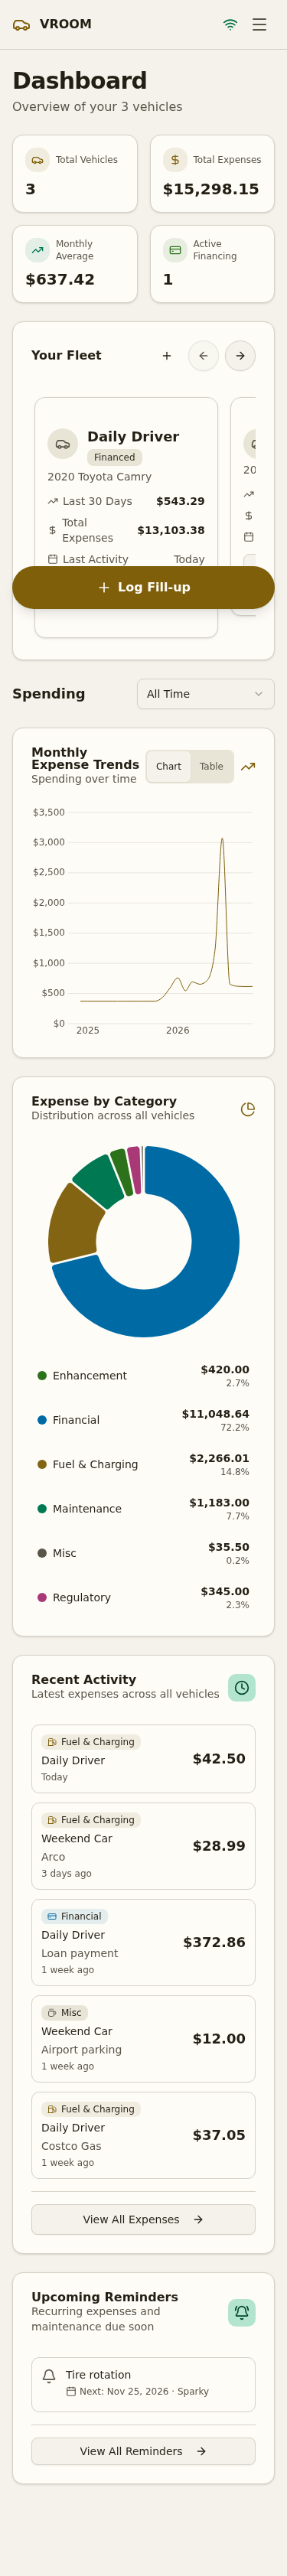 VROOM
Dashboard
Overview of your 3 vehicles
Total Vehicles
3
Total Expenses
$15,298.15
Monthly
Average
$637.42
Active
Financing
1
Your Fleet
Daily Driver
Financed
2020 Toyota Camry
Last 30 Days $543.29
Total
Expenses
$13,103.38
Last Activity Today
20
Log Fill-up
Spending
All Time
Monthly
Expense Trends
Spending over time
Chart
Table
$3,500
$3,000
$2,500
$2,000
$1,500
$1,000
$500
$0
2025
2026
Expense by Category
Distribution across all vehicles
Enhancement
$420.00
2.7%
Financial
$11,048.64
72.2%
Fuel & Charging
$2,266.01
14.8%
Maintenance
$1,183.00
7.7%
Misc
$35.50
0.2%
Regulatory
$345.00
2.3%
Recent Activity
Latest expenses across all vehicles
Fuel & Charging
Daily Driver
Today
$42.50
Fuel & Charging
Weekend Car
Arco
3 days ago
$28.99
Financial
Daily Driver
Loan payment
1 week ago
$372.86
Misc
Weekend Car
Airport parking
1 week ago
$12.00
Fuel & Charging
Daily Driver
Costco Gas
1 week ago
$37.05
View All Expenses
Upcoming Reminders
Recurring expenses and
maintenance due soon
Tire rotation
Next: Nov 25, 2026 · Sparky
View All Reminders